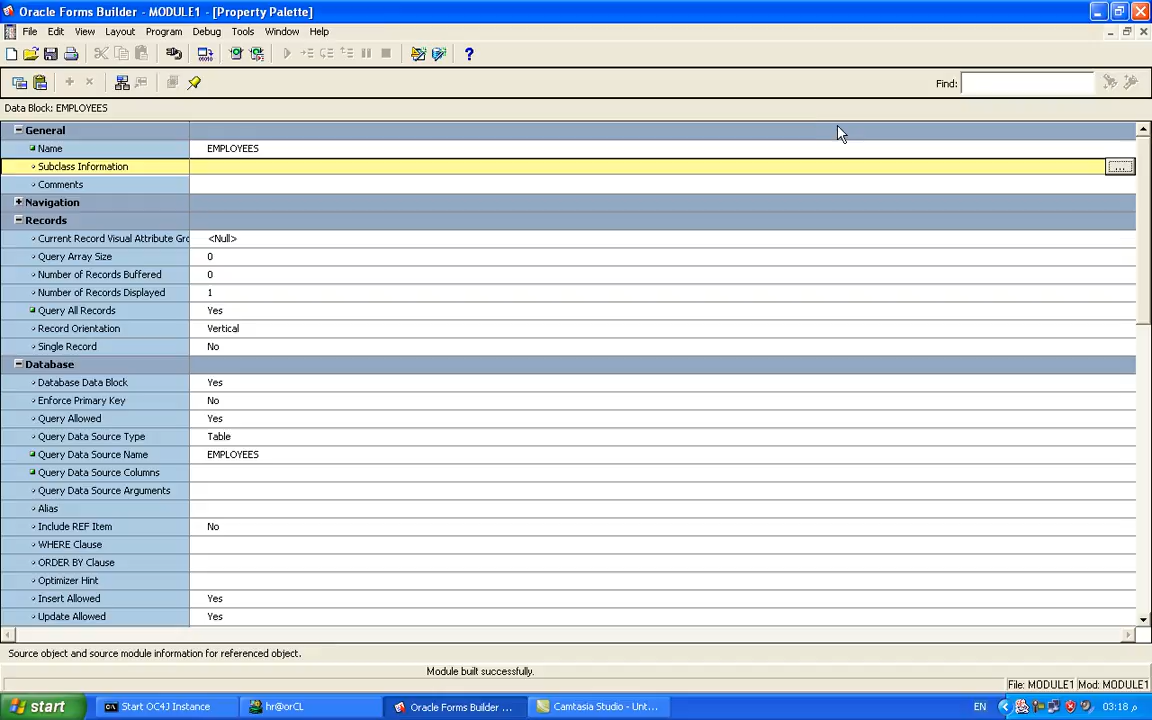 Oracle Forms Builder - MODULE1 - [Property Palette]
File Edit View Layout Program Debug Tools Window Help
Find:
Data Block: EMPLOYEES
General
Name EMPLOYEES
Subclass Information ...
Comments
Navigation
Records
Current Record Visual Attribute Gro <Null>
Query Array Size 0
Number of Records Buffered 0
Number of Records Displayed 1
Query All Records Yes
Record Orientation Vertical
Single Record No
Database
Database Data Block Yes
Enforce Primary Key No
Query Allowed Yes
Query Data Source Type Table
Query Data Source Name EMPLOYEES
Query Data Source Columns
Query Data Source Arguments
Alias
Include REF Item No
WHERE Clause
ORDER BY Clause
Optimizer Hint
Insert Allowed Yes
Update Allowed Yes
Source object and source module information for referenced object.
Module built successfully.
File: MODULE1 Mod: MODULE1
start Start OC4J Instance hr@orCL Oracle Forms Builder ... Camtasia Studio - Unt... EN 03:18 م